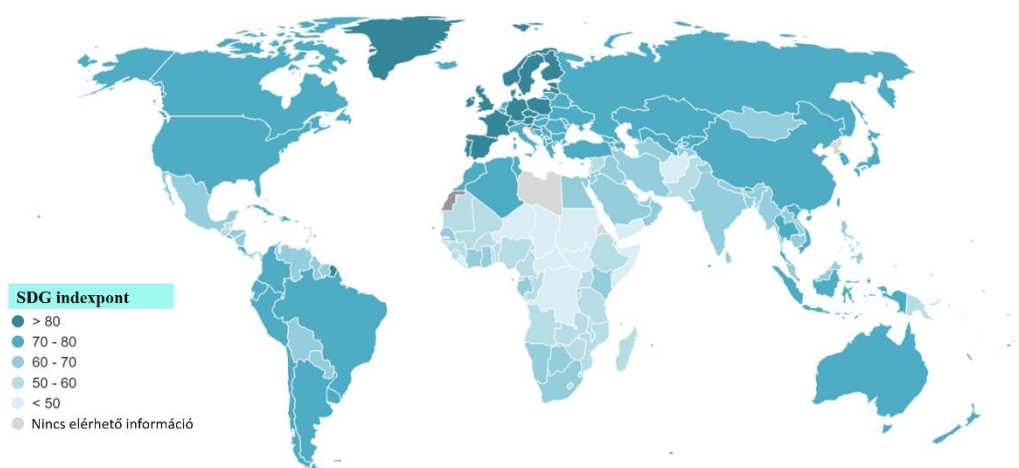 SDG indexpont
> 80
70 - 80
60 - 70
50 - 60
< 50
Nincs elérhető információ